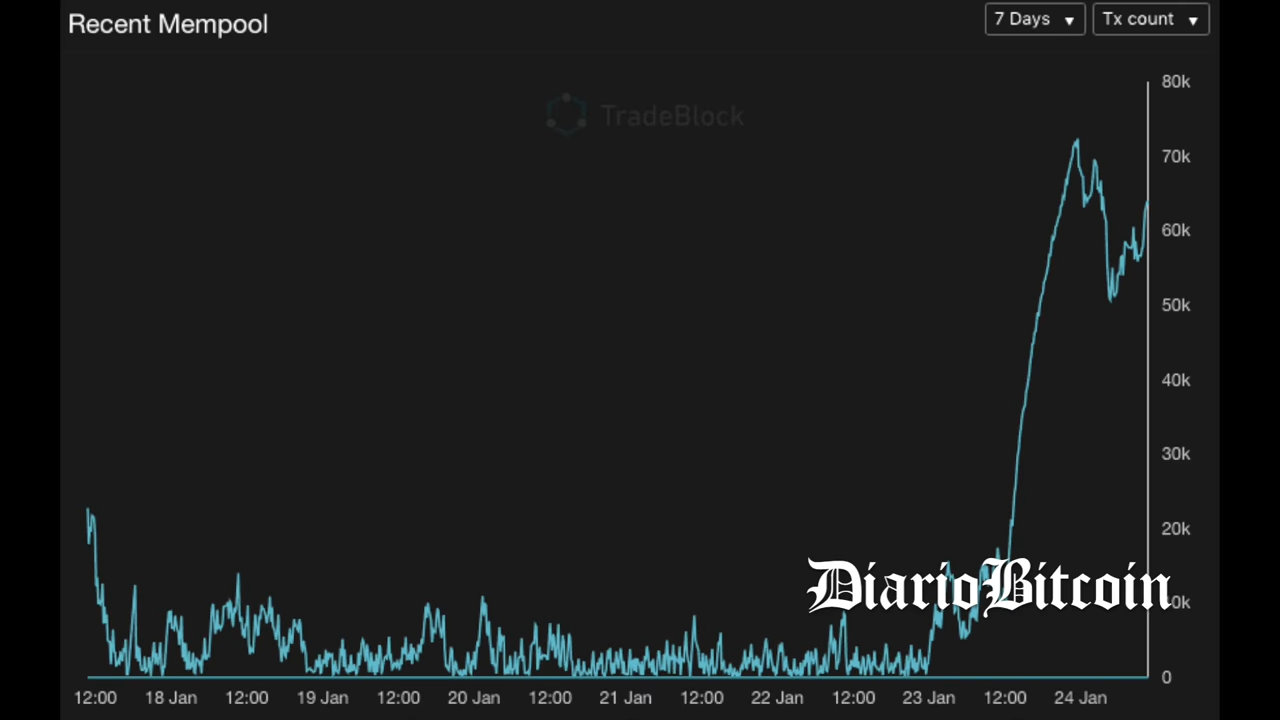 Recent Mempool
7 Days
Tx count
TradeBlock
80k
70k
60k
50k
40k
30k
20k
DiarioBitcoin
0k
0
12:00 18 Jan 12:00 19 Jan 12:00 20 Jan 12:00 21 Jan 12:00 22 Jan 12:00 23 Jan 12:00 24 Jan